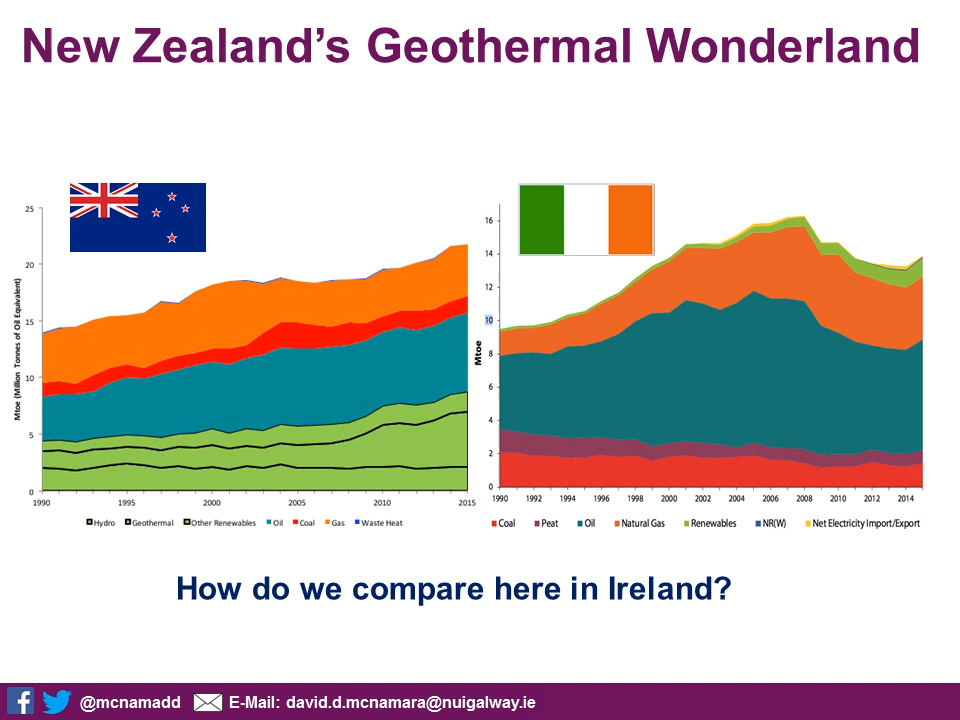 New Zealand's Geothermal Wonderland
Mtoe (Million Tonnes of Oil Equivalent)
25
20
15
10
5
0
1990 1995 2000 2005 2010 2015
Hydro Geothermal Other Renewables Oil Coal Gas Waste Heat
Mtoe
16
14
12
10
8
6
4
2
0
1990 1992 1994 1996 1998 2000 2002 2004 2006 2008 2010 2012 2014
Coal Peat Oil Natural Gas Renewables NR(W) Net Electricity Import/Export
How do we compare here in Ireland?
@mcnamadd E-Mail: david.d.mcnamara@nuigalway.ie